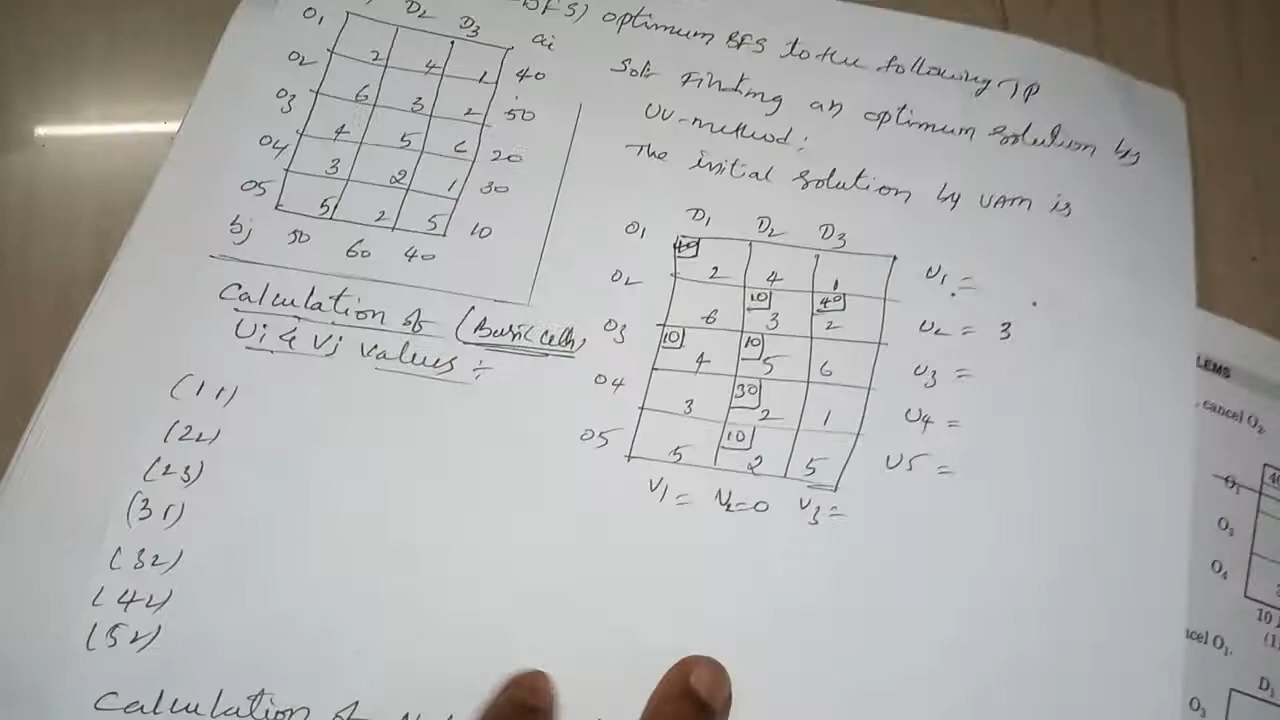 BFS) optimum BFS to the following TP
D2 D3 ai
O1 2 4 1 40
O2 6 3 2 50
O3 4 5 6 20
O4 3 2 1 30
O5 5 2 5 10
bj 50 60 40
Sol: Finding an optimum solution by
UV-method:
The initial solution by VAM is
D1 D2 D3
O1 40 2 4 1 U1 =
O2 6 10 3 40 2 U2 = 3
O3 10 4 10 5 6 U3 =
O4 3 30 2 1 U4 =
O5 5 10 2 5 U5 =
V1 = V2=0 V3 =
Calculation of (Basic cells)
Ui & Vj values :-
(11)
(22)
(23)
(31)
(32)
(42)
(52)
Calculation of
LEMS
, cancel O2
O1
O3
O4
10
(1)
ncel O1.
D1
O3